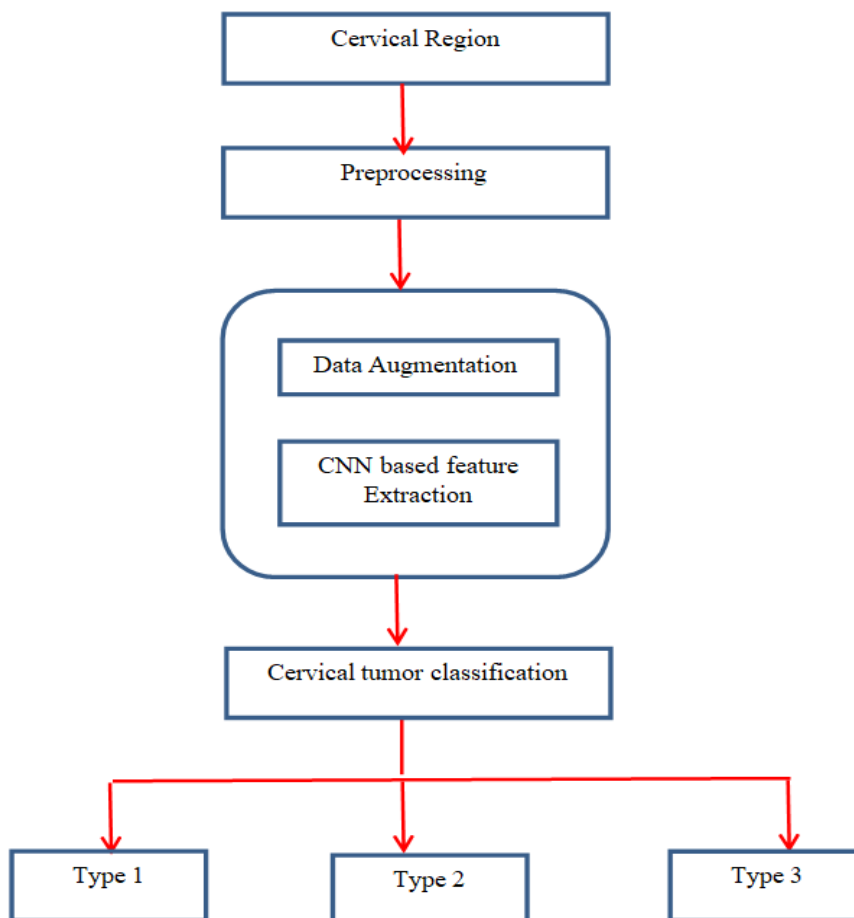 Cervical Region
Preprocessing
Data Augmentation
CNN based feature
Extraction
Cervical tumor classification
Type 1
Type 2
Type 3